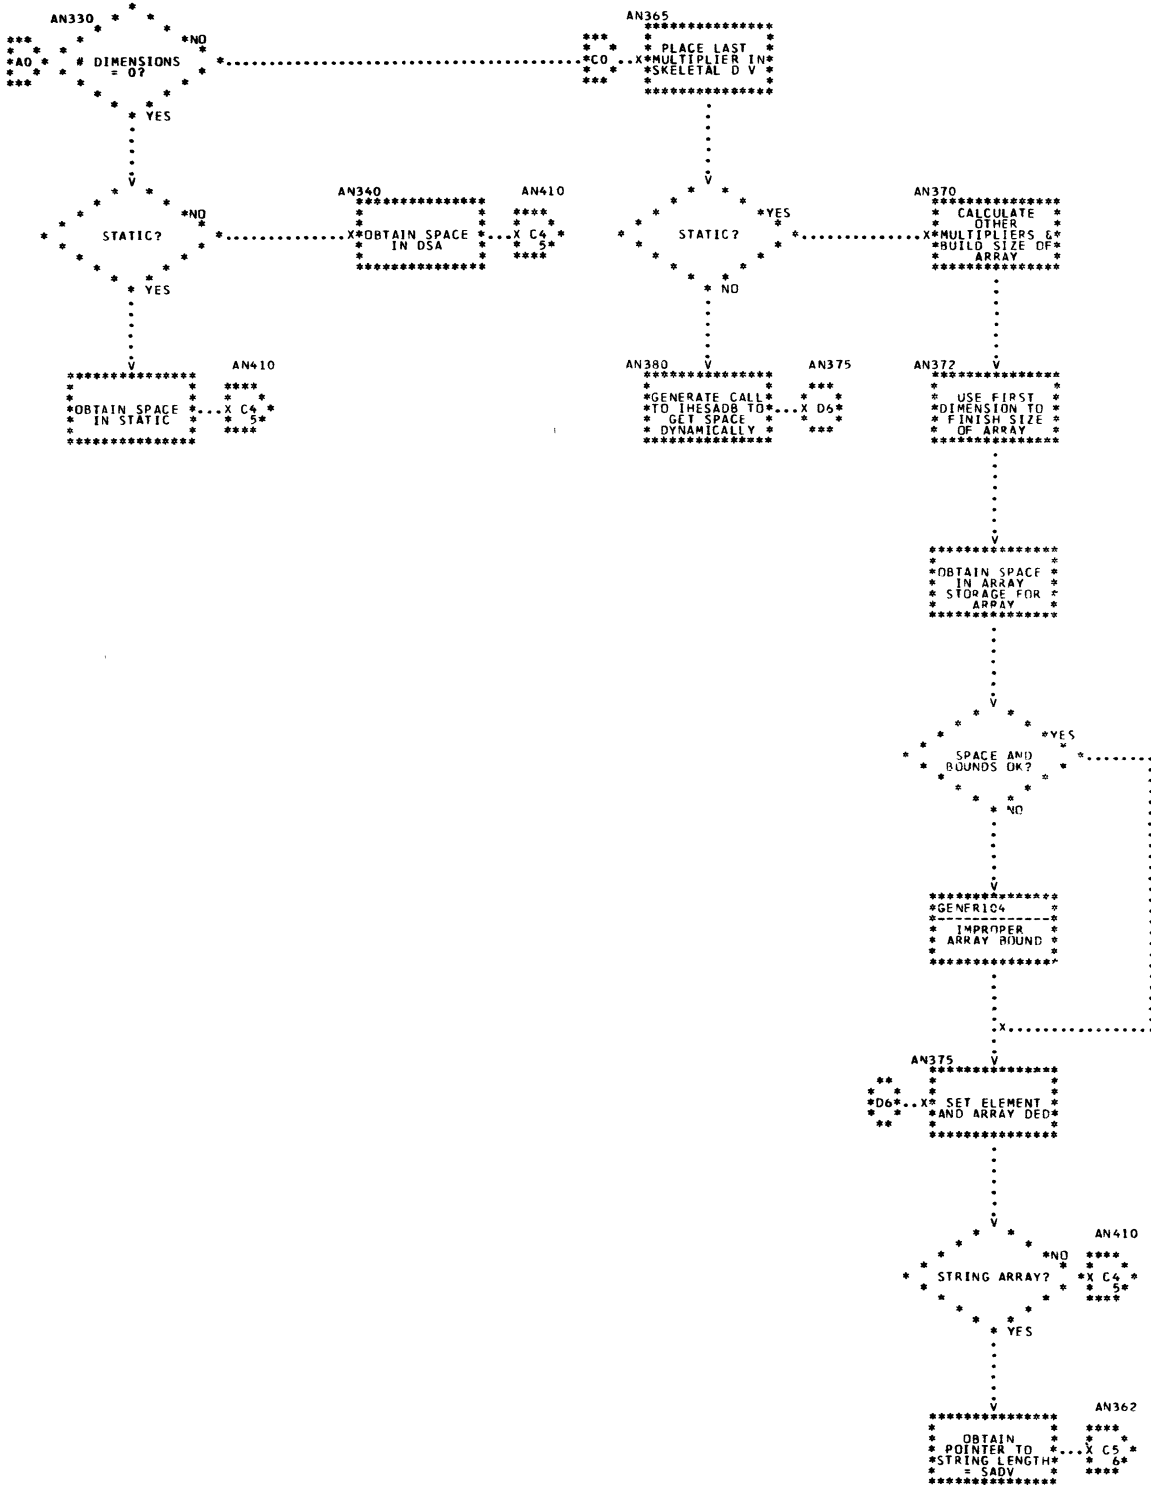 AN330
AN365
A0
# DIMENSIONS
= 0?
NO
C0
X
PLACE LAST
MULTIPLIER IN
SKELETAL D V
YES
V
V
AN340
AN410
AN370
STATIC?
NO
X
OBTAIN SPACE
IN DSA
X C4
5
STATIC?
YES
X
CALCULATE
OTHER
MULTIPLIERS &
BUILD SIZE OF
ARRAY
YES
NO
V
V
V
AN410
AN380
AN375
AN372
OBTAIN SPACE
IN STATIC
X C4
5
GENERATE CALL
TO IHESADB TO
GET SPACE
DYNAMICALLY
X D6
USE FIRST
DIMENSION TO
FINISH SIZE
OF ARRAY
V
OBTAIN SPACE
IN ARRAY
STORAGE FOR
ARRAY
V
SPACE AND
BOUNDS OK?
YES
NO
V
GENER104
IMPROPER
ARRAY BOUND
X
V
AN375
D6
X
SET ELEMENT
AND ARRAY DED
V
AN410
STRING ARRAY?
NO
X C4
5
YES
V
AN362
OBTAIN
POINTER TO
STRING LENGTH
= SADV
X C5
6